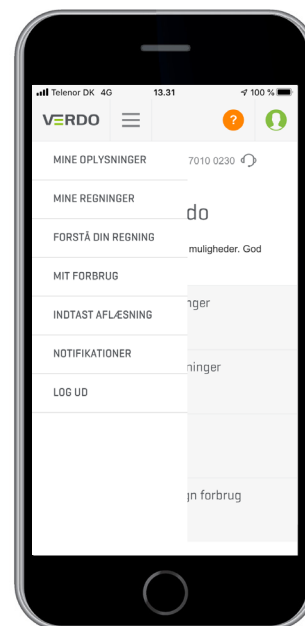 Telenor DK 4G 13.31 100 %
VERDO ?
MINE OPLYSNINGER 7010 0230
MINE REGNINGER
do
FORSTÅ DIN REGNING
muligheder. God
MIT FORBRUG
nger
INDTAST AFLÆSNING
NOTIFIKATIONER
ninger
LOG UD
gn forbrug